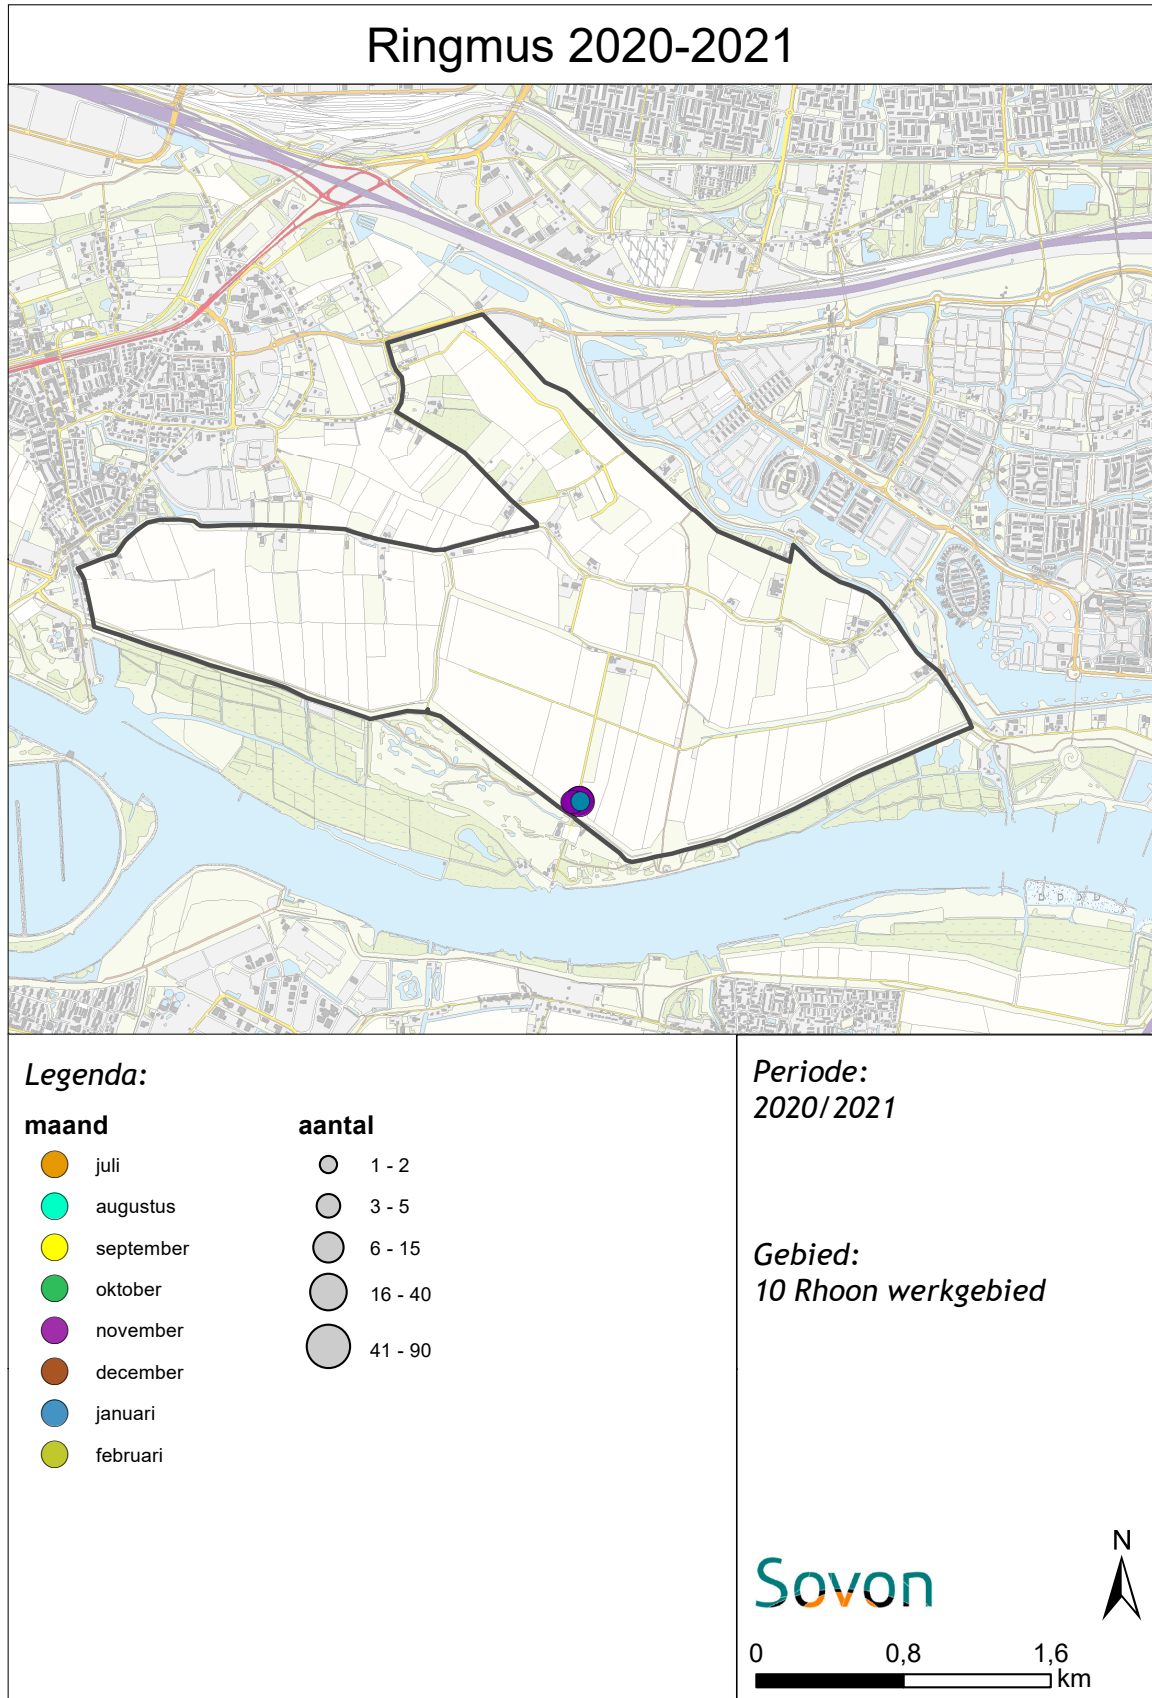 Ringmus 2020-2021
D D D D
Legenda:
maand
juli
augustus
september
oktober
november
december
januari
februari
aantal
1 - 2
3 - 5
6 - 15
16 - 40
41 - 90
Periode:
2020/2021
Gebied:
10 Rhoon werkgebied
Sovon
N
0 0,8 1,6
km